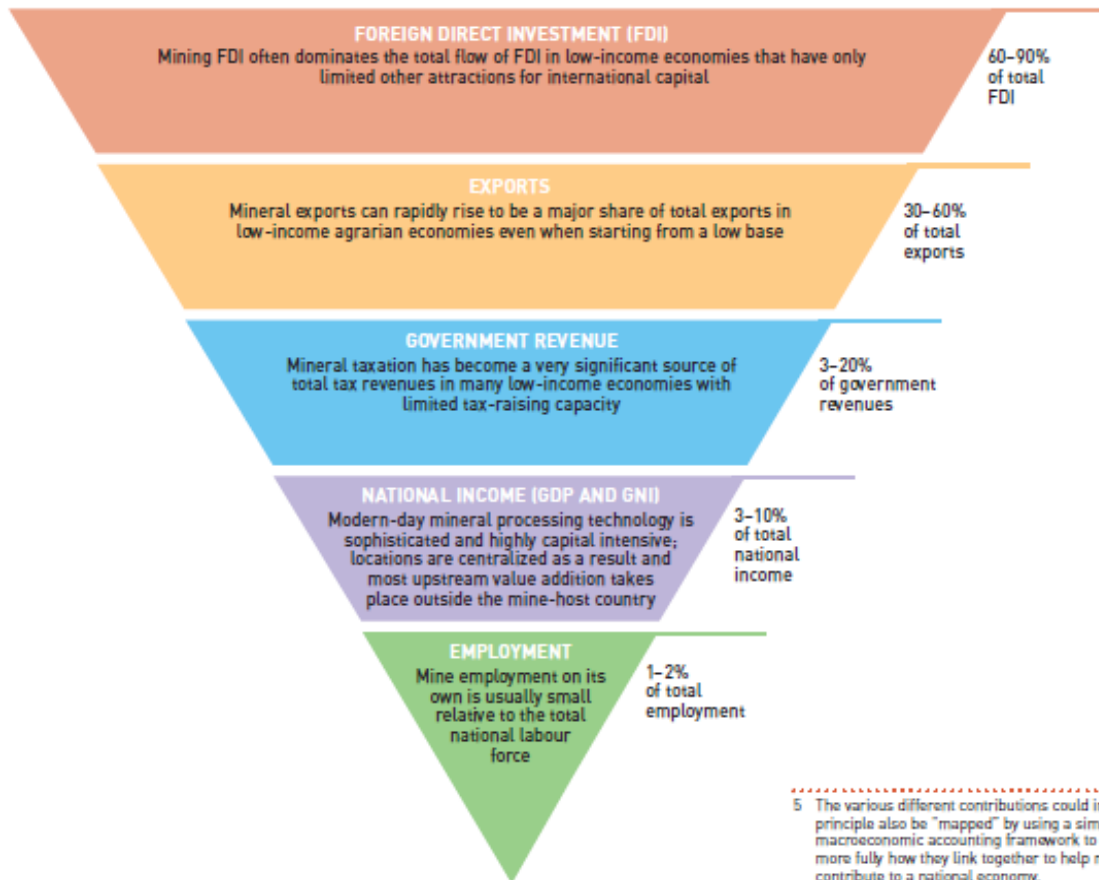 FOREIGN DIRECT INVESTMENT (FDI)
Mining FDI often dominates the total flow of FDI in low-income economies that have only
limited other attractions for international capital
60–90%
of total
FDI
EXPORTS
Mineral exports can rapidly rise to be a major share of total exports in
low-income agrarian economies even when starting from a low base
30–60%
of total
exports
GOVERNMENT REVENUE
Mineral taxation has become a very significant source of
total tax revenues in many low-income economies with
limited tax-raising capacity
3–20%
of government
revenues
NATIONAL INCOME (GDP AND GNI)
Modern-day mineral processing technology is
sophisticated and highly capital intensive;
locations are centralized as a result and
most upstream value addition takes
place outside the mine-host country
3–10%
of total
national
income
EMPLOYMENT
Mine employment on its
own is usually small
relative to the total
national labour
force
1–2%
of total
employment
5 The various different contributions could
principle also be "mapped" by using a
macroeconomic accounting framework to
more fully how they link together to help
contribute to a national economy.